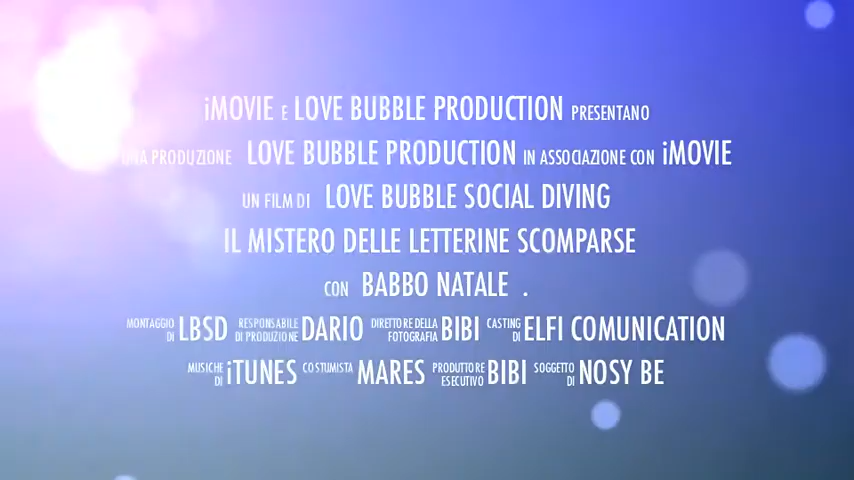 iMOVIE E LOVE BUBBLE PRODUCTION PRESENTANO
UNA PRODUZIONE LOVE BUBBLE PRODUCTION IN ASSOCIAZIONE CON iMOVIE
UN FILM DI LOVE BUBBLE SOCIAL DIVING
IL MISTERO DELLE LETTERINE SCOMPARSE
CON BABBO NATALE .
MONTAGGIO DI LBSD RESPONSABILE DI PRODUZIONE DARIO DIRETTORE DELLA FOTOGRAFIA BIBI CASTING DI ELFI COMUNICATION
MUSICHE DI iTUNES COSTUMISTA MARES PRODUTTORE ESECUTIVO BIBI SOGGETTO DI NOSY BE